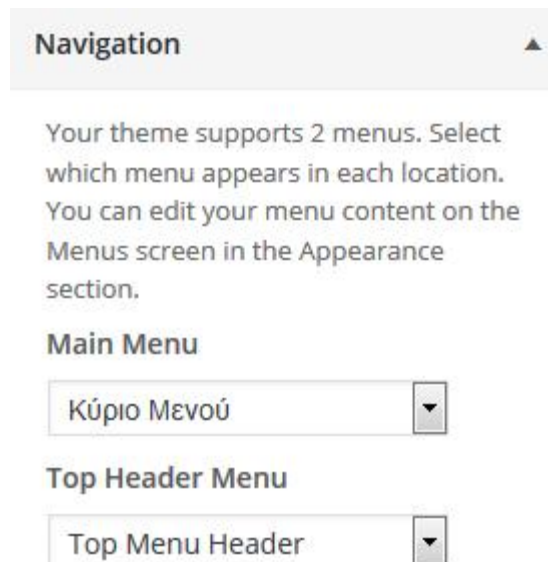 Navigation
Your theme supports 2 menus. Select
which menu appears in each location.
You can edit your menu content on the
Menus screen in the Appearance
section.
Main Menu
Κύριο Μενού
Top Header Menu
Top Menu Header